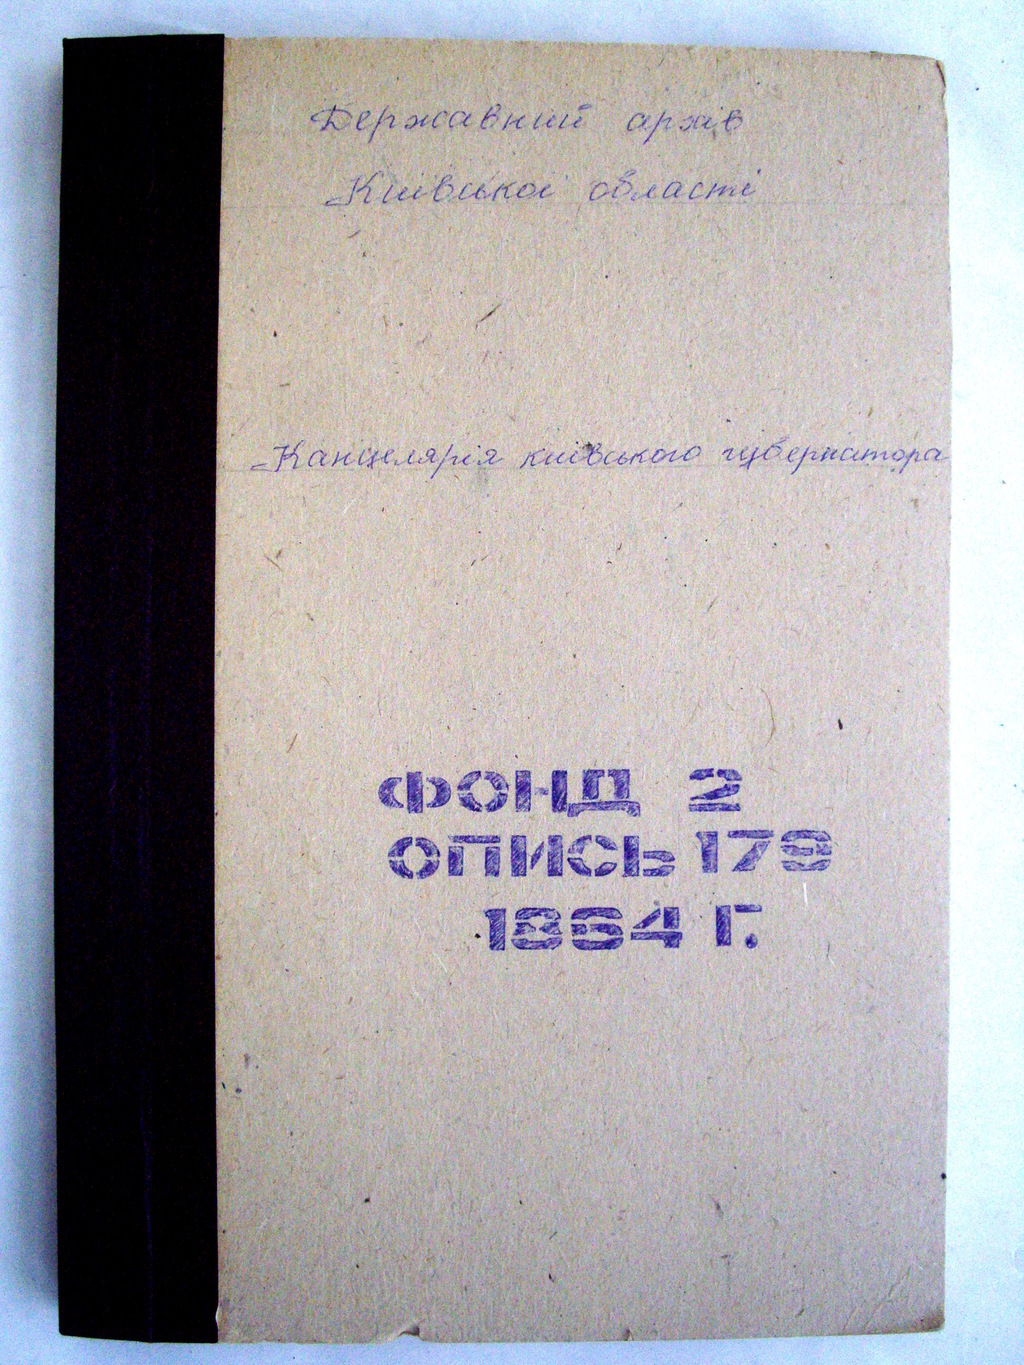 Державний архів
Київської області
Канцелярія київського губернатора
ФОНД 2
ОПИСЬ 179
1864 Г.